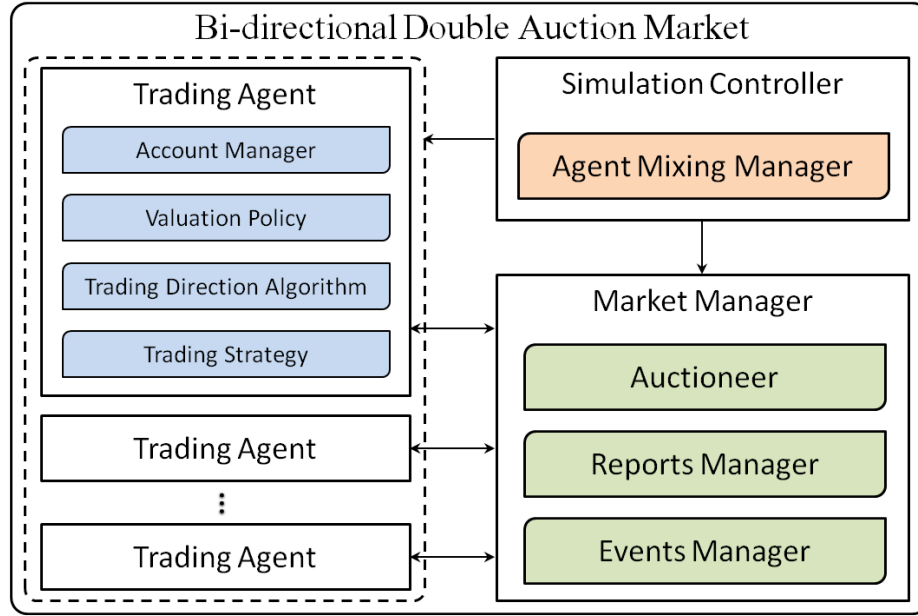 Bi-directional Double Auction Market
Trading Agent
Account Manager
Valuation Policy
Trading Direction Algorithm
Trading Strategy
Trading Agent
⋮
Trading Agent
Simulation Controller
Agent Mixing Manager
Market Manager
Auctioneer
Reports Manager
Events Manager